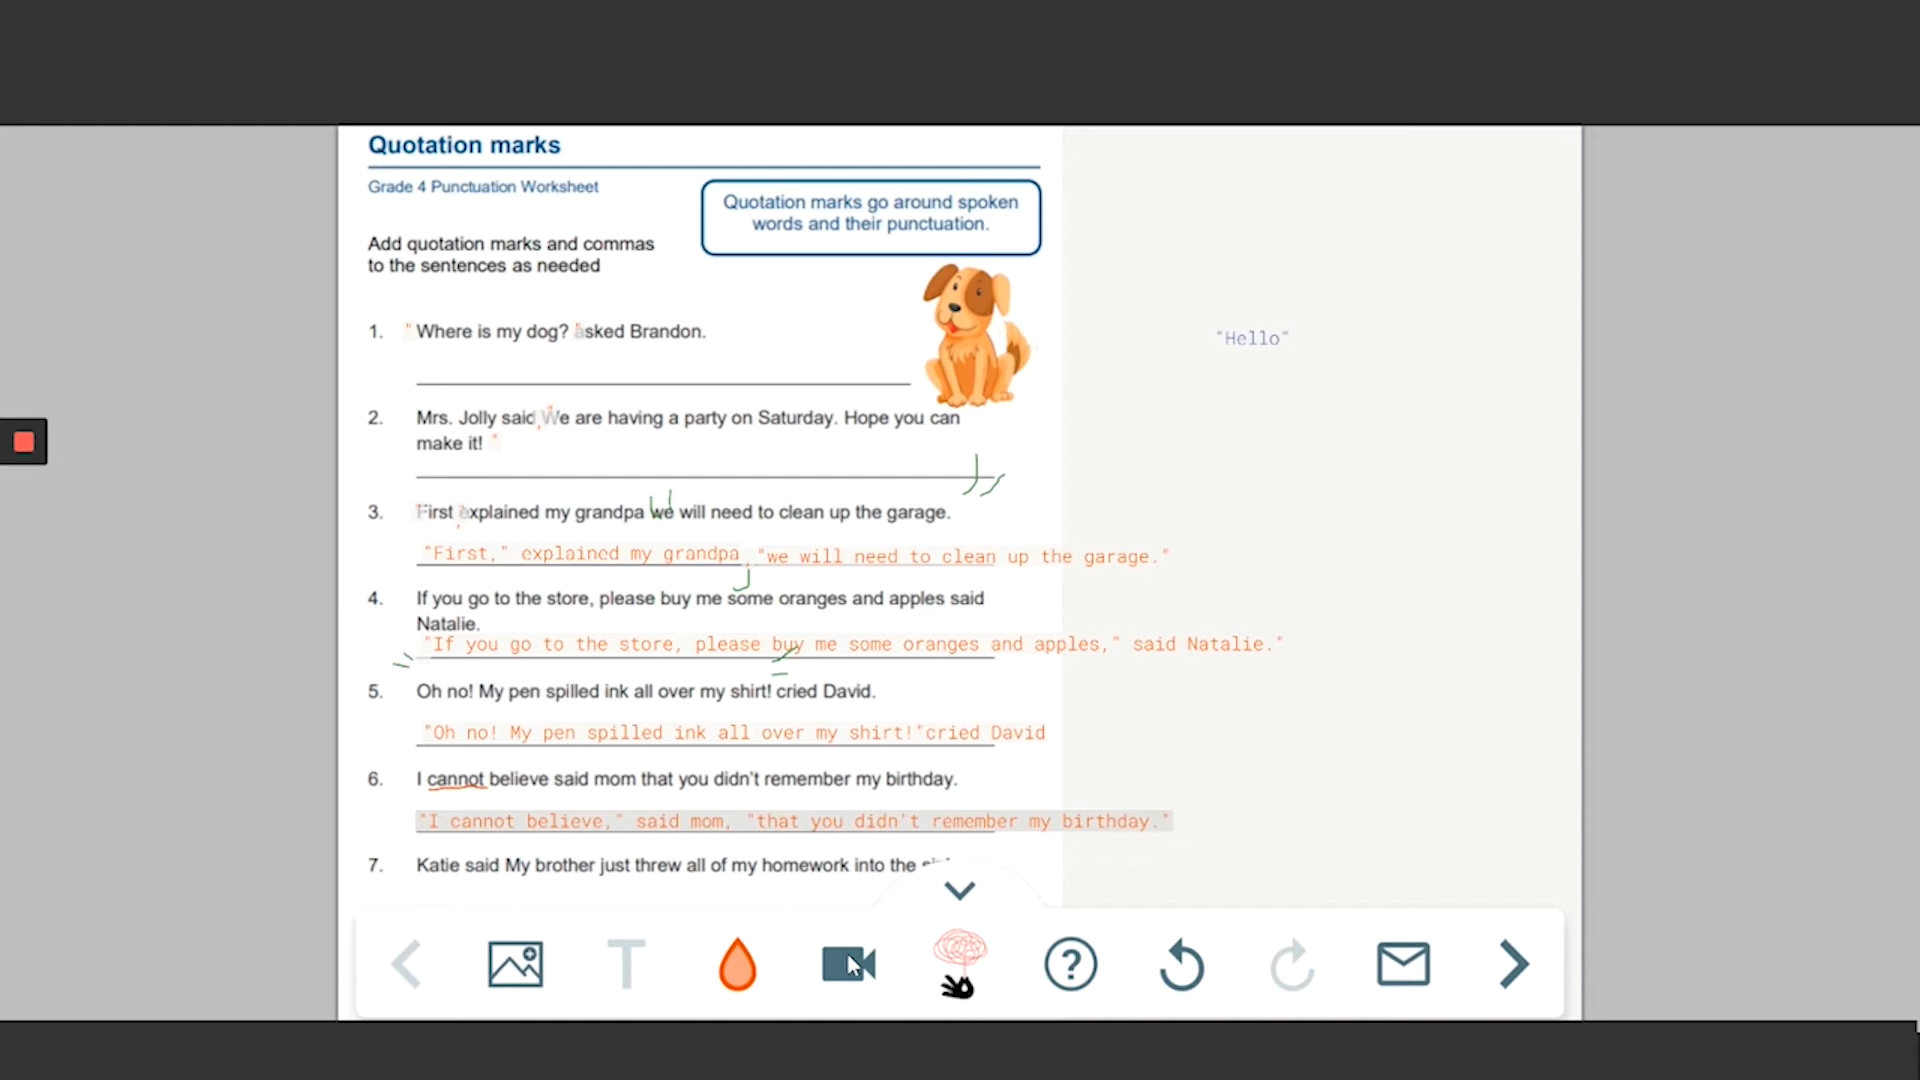 Quotation marks
Grade 4 Punctuation Worksheet
Quotation marks go around spoken
words and their punctuation.
Add quotation marks and commas
to the sentences as needed
1. "Where is my dog? "asked Brandon.
"Hello"
2. Mrs. Jolly said, "We are having a party on Saturday. Hope you can
make it! "
3. "First, "explained my grandpa we will need to clean up the garage.
"First," explained my grandpa, "we will need to clean up the garage."
4. If you go to the store, please buy me some oranges and apples said
Natalie.
"If you go to the store, please buy me some oranges and apples," said Natalie."
5. Oh no! My pen spilled ink all over my shirt! cried David.
"Oh no! My pen spilled ink all over my shirt!"cried David
6. I cannot believe said mom that you didn't remember my birthday.
"I cannot believe," said mom, "that you didn't remember my birthday."
7. Katie said My brother just threw all of my homework into the
T
?